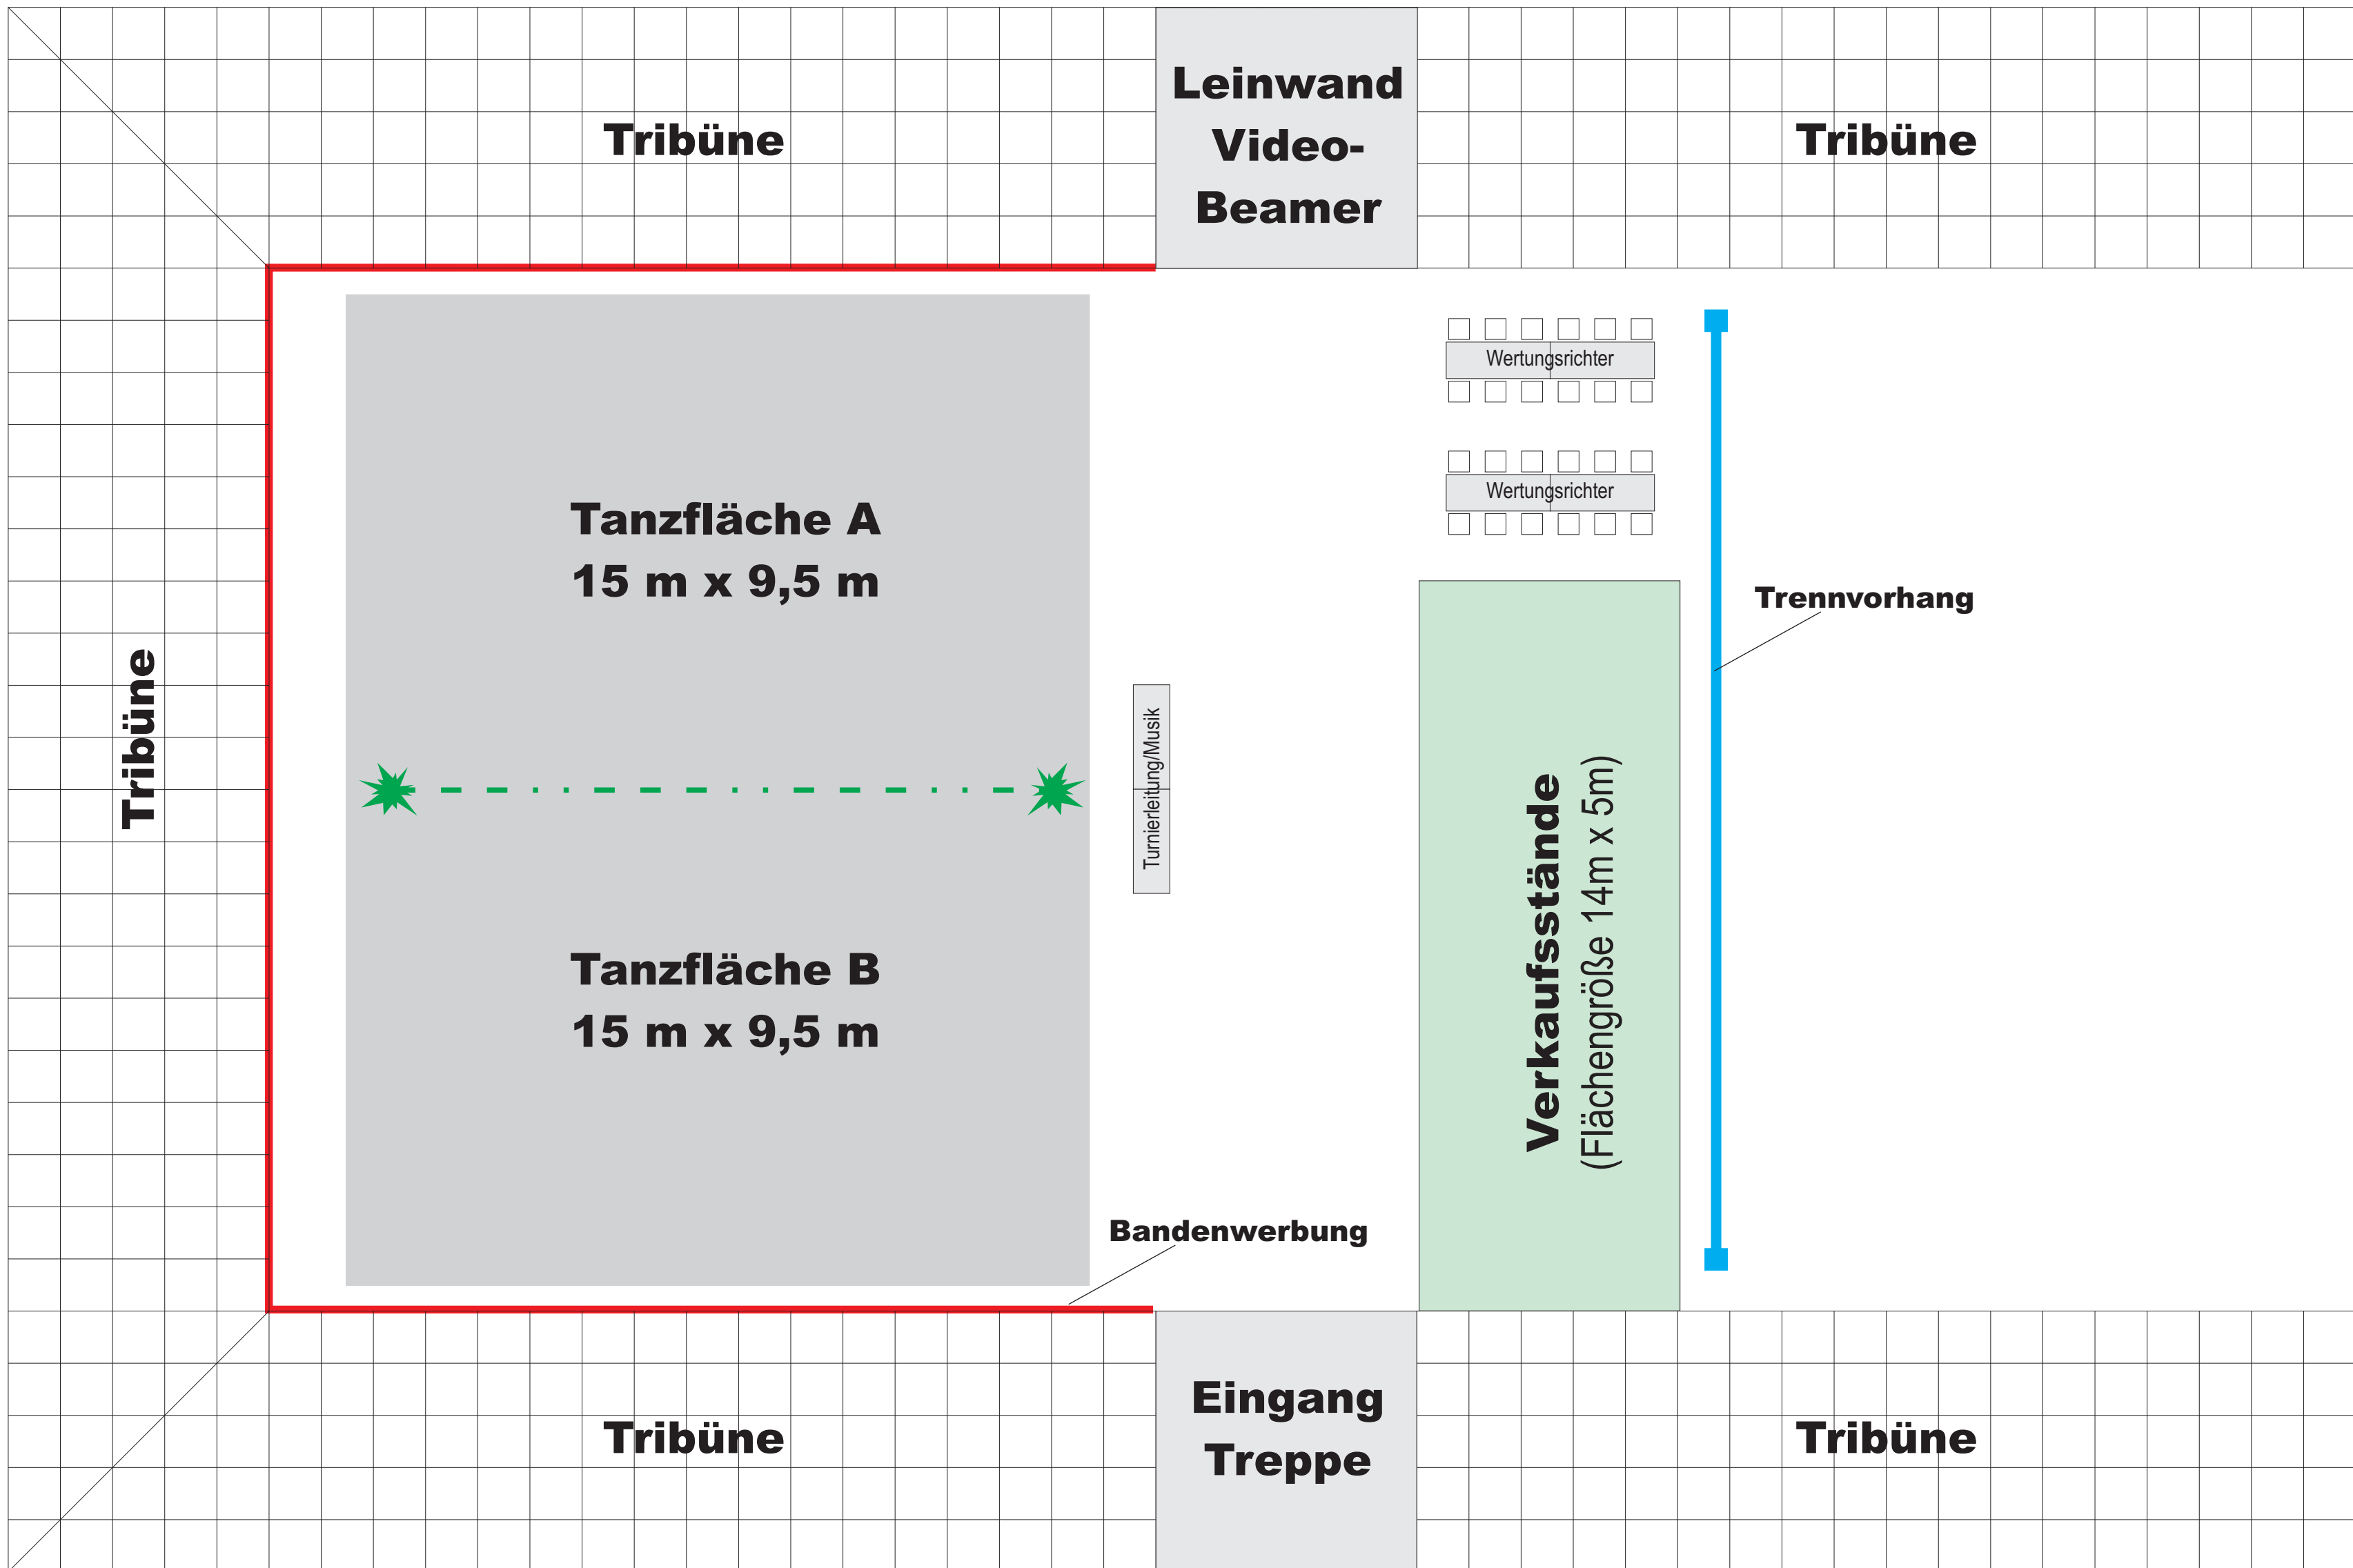 Leinwand
Video-
Beamer
Tribüne
Tribüne
Wertungsrichter
Wertungsrichter
Tanzfläche A
15 m x 9,5 m
Trennvorhang
Tribüne
Turnierleitung/Musik
Verkaufsstände
(Flächengröße 14m x 5m)
Tanzfläche B
15 m x 9,5 m
Bandenwerbung
Eingang
Treppe
Tribüne
Tribüne